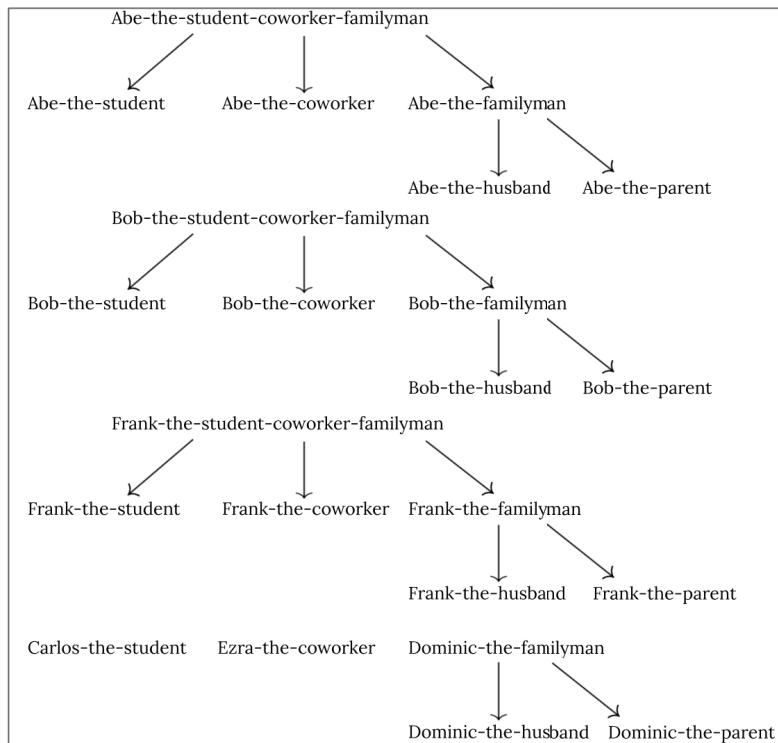 Abe-the-student-coworker-familyman
Abe-the-student Abe-the-coworker Abe-the-familyman
Abe-the-husband Abe-the-parent
Bob-the-student-coworker-familyman
Bob-the-student Bob-the-coworker Bob-the-familyman
Bob-the-husband Bob-the-parent
Frank-the-student-coworker-familyman
Frank-the-student Frank-the-coworker Frank-the-familyman
Frank-the-husband Frank-the-parent
Carlos-the-student Ezra-the-coworker Dominic-the-familyman
Dominic-the-husband Dominic-the-parent